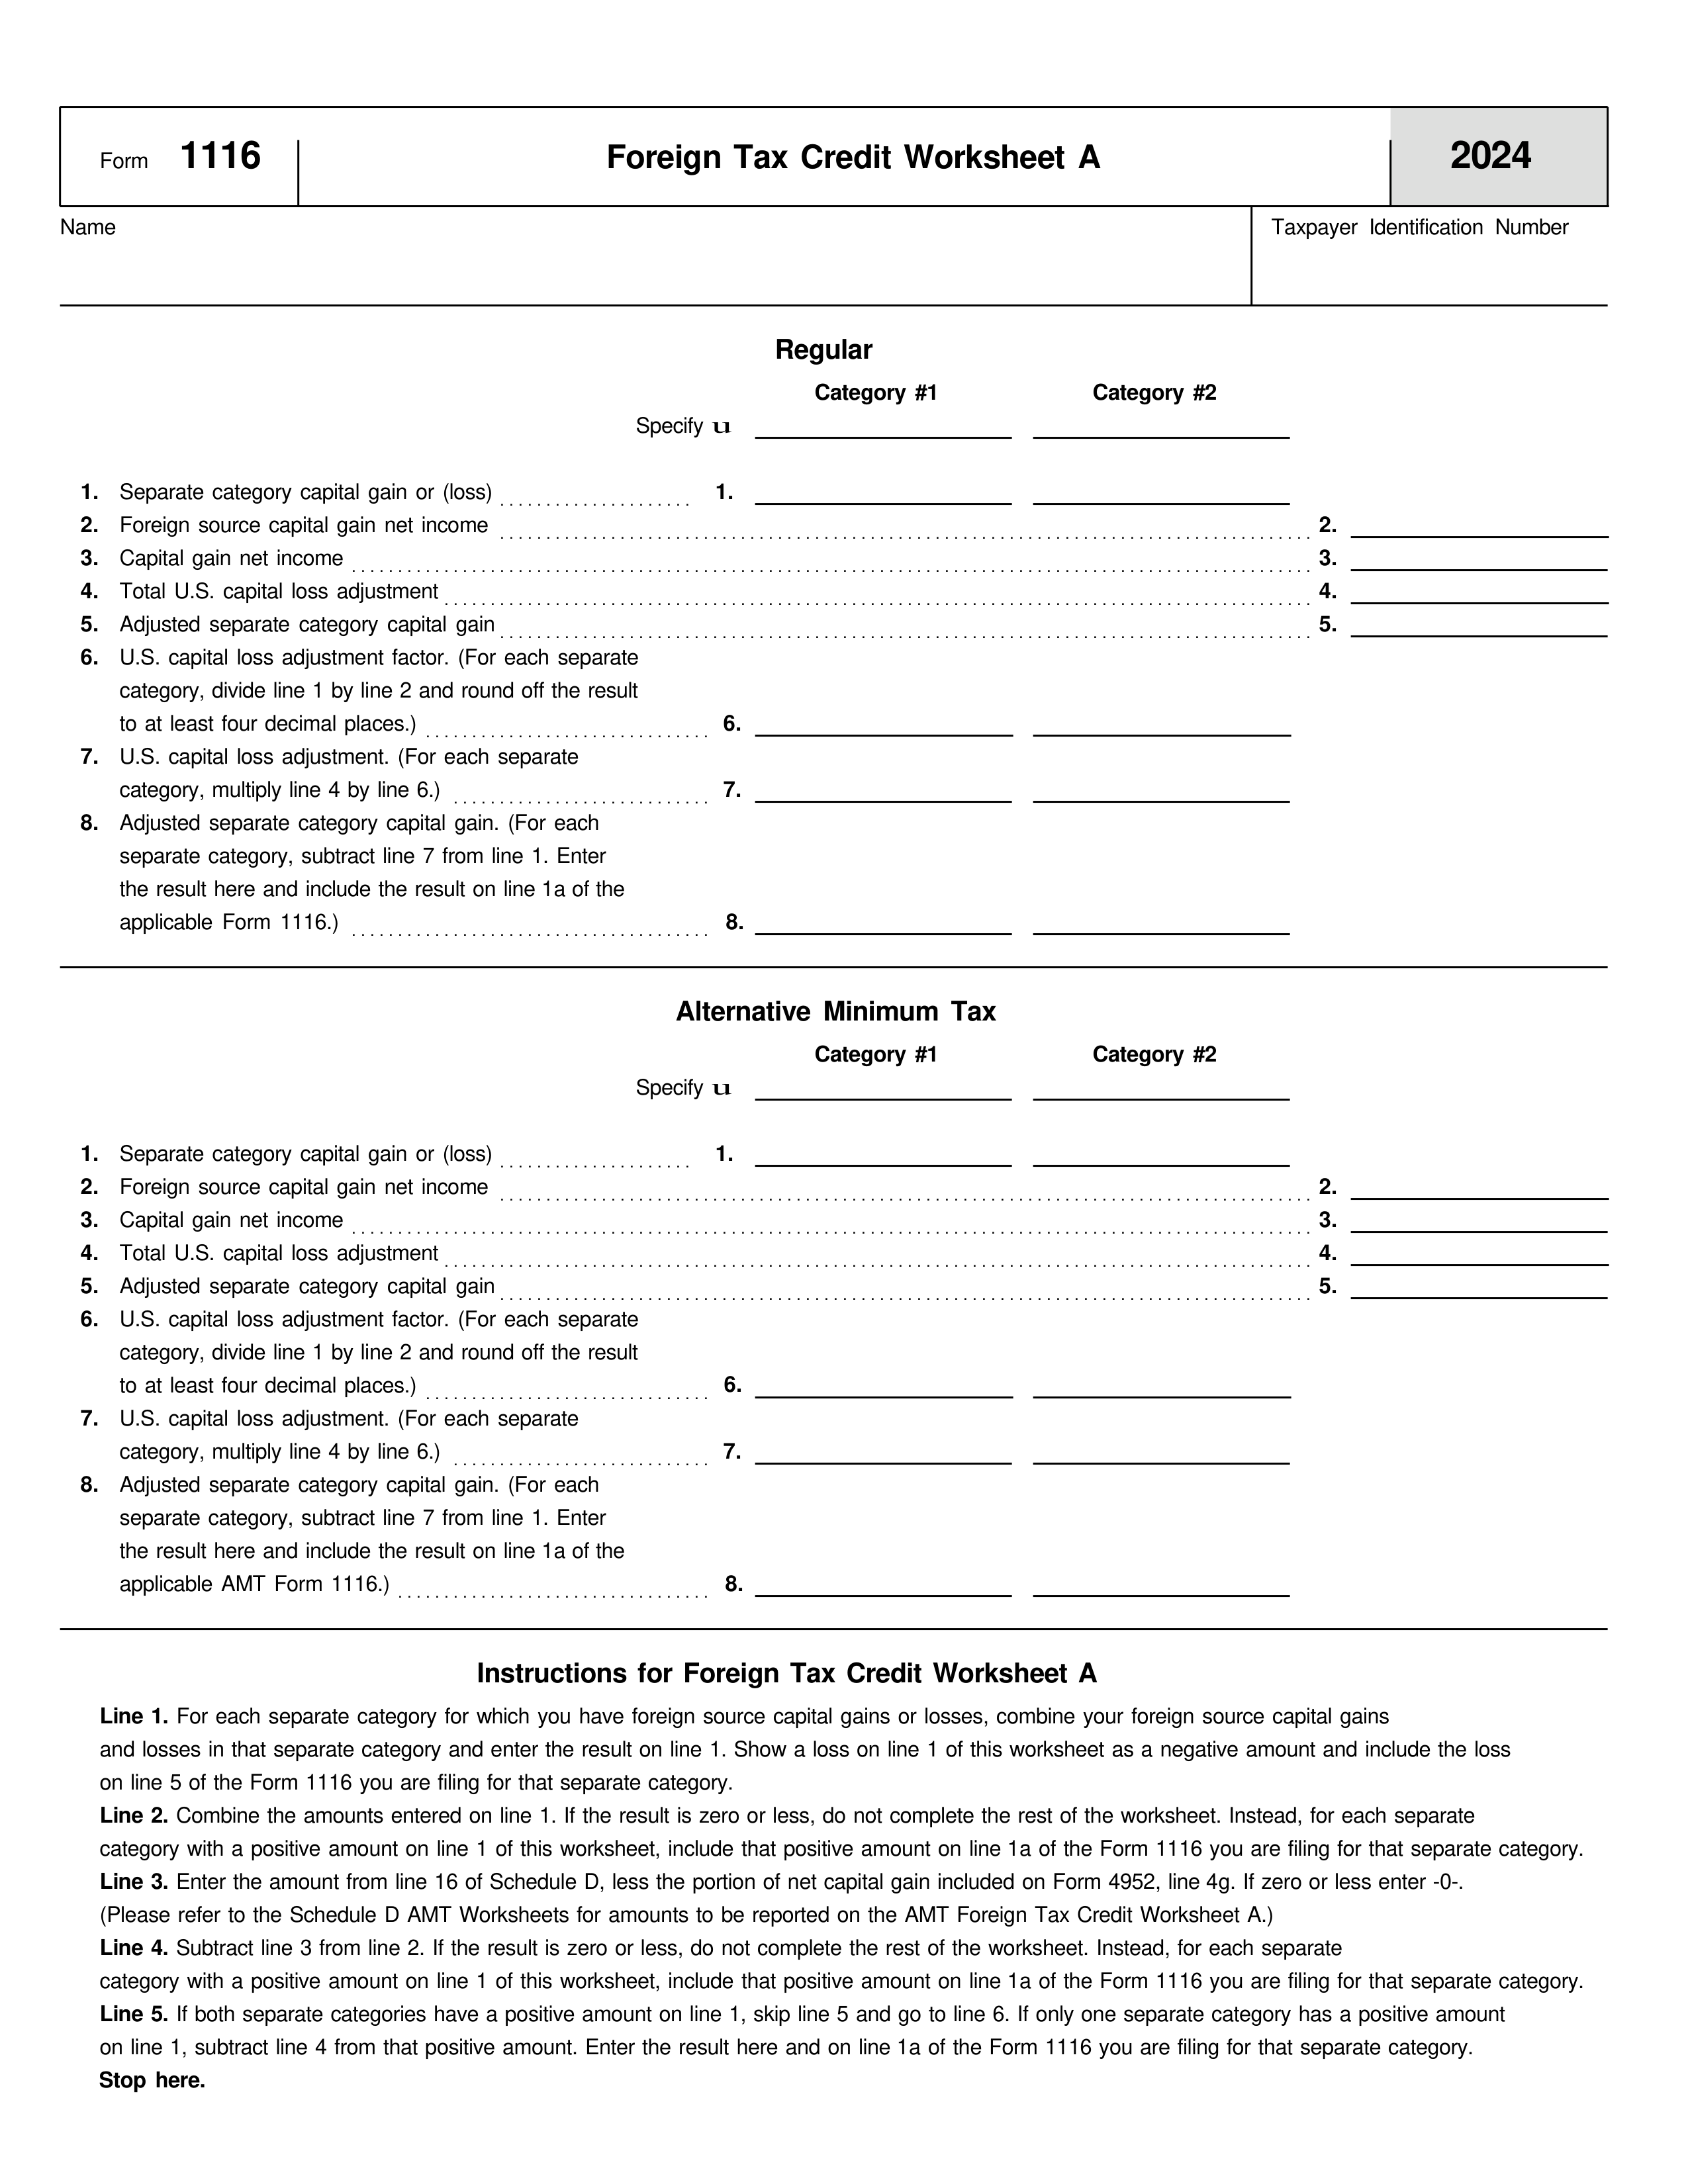 Form 1116 Foreign Tax Credit Worksheet A 2024
Name Taxpayer Identification Number
Regular
Category #1 Category #2
Specify u
1. Separate category capital gain or (loss) 1.
2. Foreign source capital gain net income 2.
3. Capital gain net income 3.
4. Total U.S. capital loss adjustment 4.
5. Adjusted separate category capital gain 5.
6. U.S. capital loss adjustment factor. (For each separate
category, divide line 1 by line 2 and round off the result
to at least four decimal places.) 6.
7. U.S. capital loss adjustment. (For each separate
category, multiply line 4 by line 6.) 7.
8. Adjusted separate category capital gain. (For each
separate category, subtract line 7 from line 1. Enter
the result here and include the result on line 1a of the
applicable Form 1116.) 8.
Alternative Minimum Tax
Category #1 Category #2
Specify u
1. Separate category capital gain or (loss) 1.
2. Foreign source capital gain net income 2.
3. Capital gain net income 3.
4. Total U.S. capital loss adjustment 4.
5. Adjusted separate category capital gain 5.
6. U.S. capital loss adjustment factor. (For each separate
category, divide line 1 by line 2 and round off the result
to at least four decimal places.) 6.
7. U.S. capital loss adjustment. (For each separate
category, multiply line 4 by line 6.) 7.
8. Adjusted separate category capital gain. (For each
separate category, subtract line 7 from line 1. Enter
the result here and include the result on line 1a of the
applicable AMT Form 1116.) 8.
Instructions for Foreign Tax Credit Worksheet A
Line 1. For each separate category for which you have foreign source capital gains or losses, combine your foreign source capital gains
and losses in that separate category and enter the result on line 1. Show a loss on line 1 of this worksheet as a negative amount and include the loss
on line 5 of the Form 1116 you are filing for that separate category.
Line 2. Combine the amounts entered on line 1. If the result is zero or less, do not complete the rest of the worksheet. Instead, for each separate
category with a positive amount on line 1 of this worksheet, include that positive amount on line 1a of the Form 1116 you are filing for that separate category.
Line 3. Enter the amount from line 16 of Schedule D, less the portion of net capital gain included on Form 4952, line 4g. If zero or less enter -0-.
(Please refer to the Schedule D AMT Worksheets for amounts to be reported on the AMT Foreign Tax Credit Worksheet A.)
Line 4. Subtract line 3 from line 2. If the result is zero or less, do not complete the rest of the worksheet. Instead, for each separate
category with a positive amount on line 1 of this worksheet, include that positive amount on line 1a of the Form 1116 you are filing for that separate category.
Line 5. If both separate categories have a positive amount on line 1, skip line 5 and go to line 6. If only one separate category has a positive amount
on line 1, subtract line 4 from that positive amount. Enter the result here and on line 1a of the Form 1116 you are filing for that separate category.
Stop here.